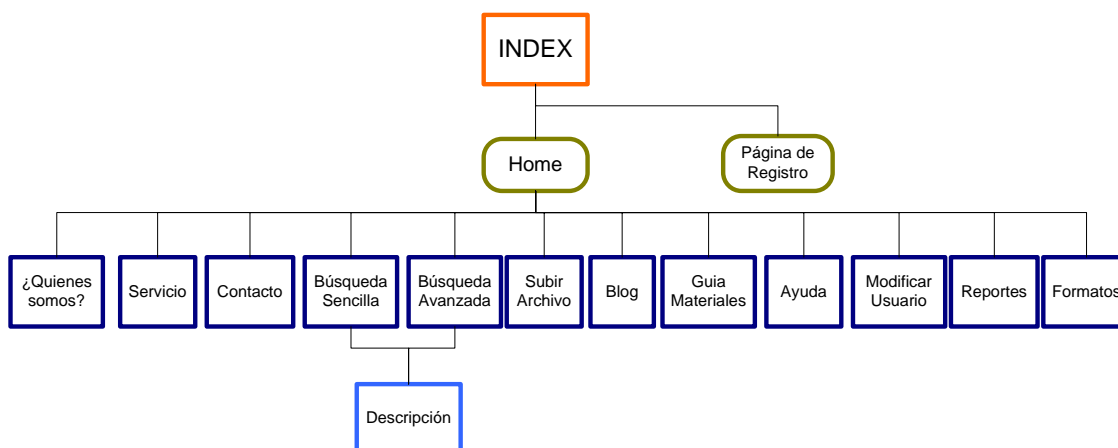 INDEX
Home
Página de
Registro
¿Quienes
somos?
Servicio
Contacto
Búsqueda
Sencilla
Búsqueda
Avanzada
Subir
Archivo
Blog
Guia
Materiales
Ayuda
Modificar
Usuario
Reportes
Formatos
Descripción